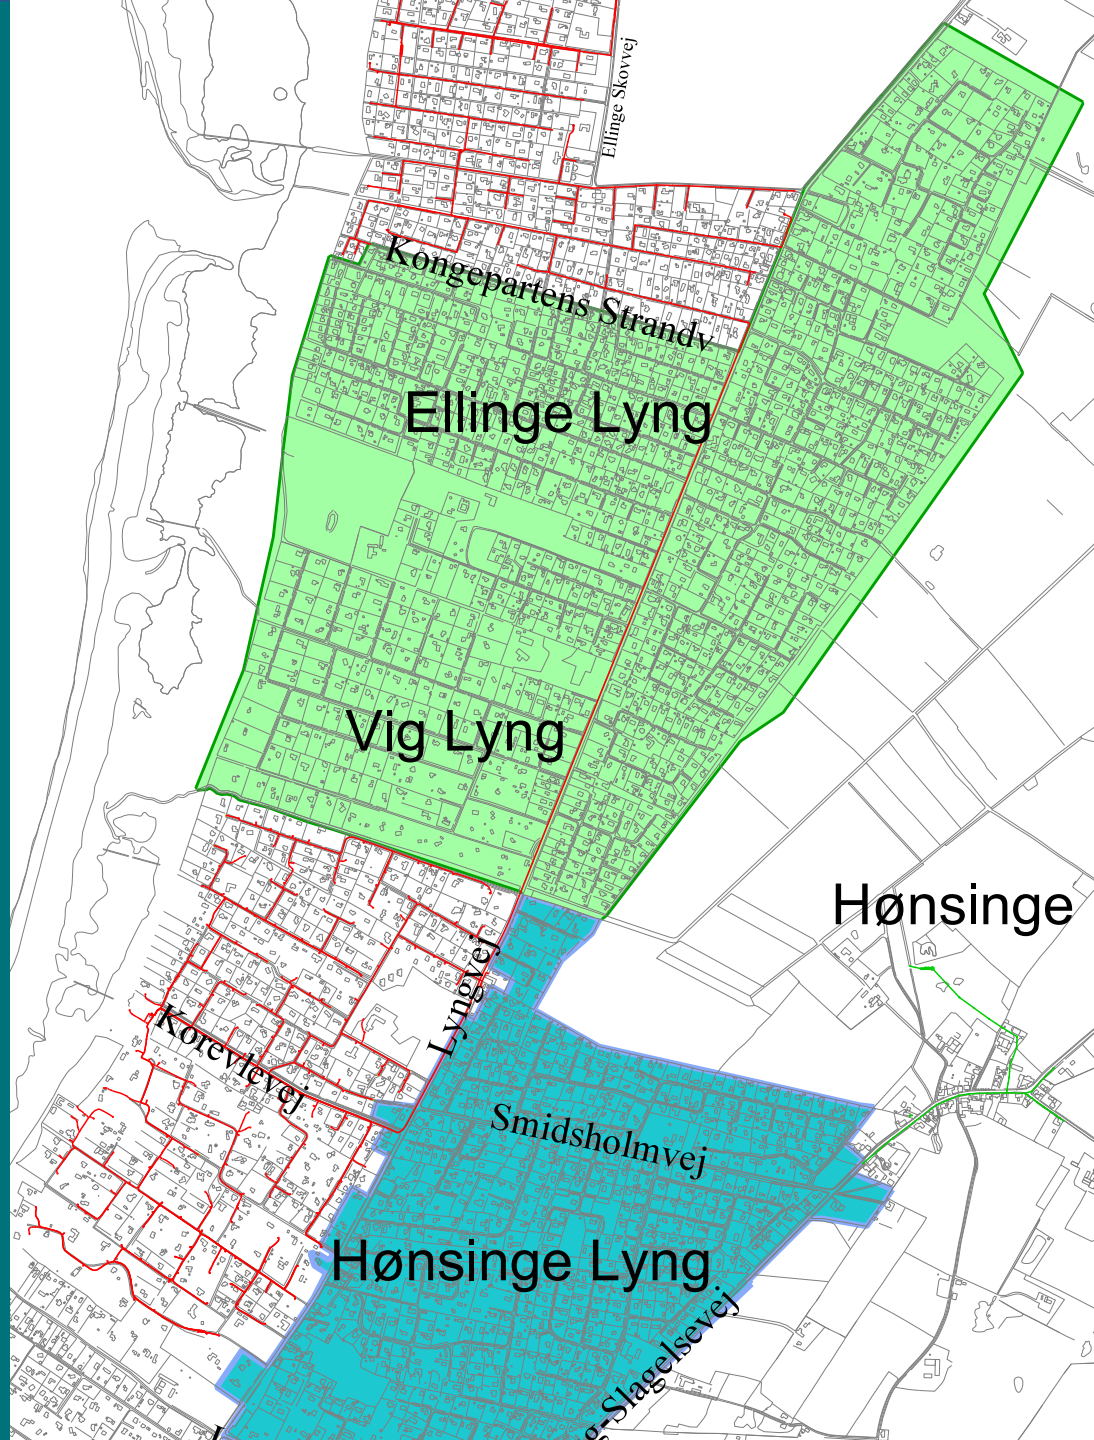 Ellinge Skovvej
Kongepartens Strandv
Ellinge Lyng
Vig Lyng
Hønsinge
Lyngvej
Korevlevej
Smidsholmvej
Hønsinge Lyng
g-Slagelsevej